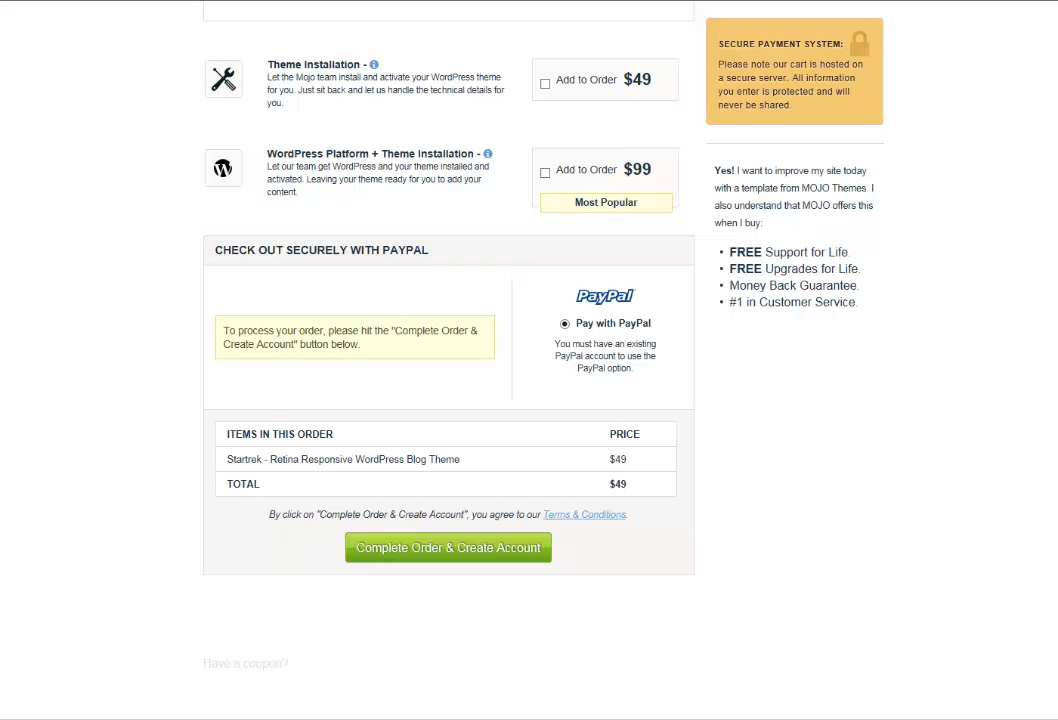 Theme Installation -
Let the Mojo team install and activate your WordPress theme
for you. Just sit back and let us handle the technical details for
you.
Add to Order $49
WordPress Platform + Theme Installation -
Let our team get WordPress and your theme installed and
activated. Leaving your theme ready for you to add your
content.
Add to Order $99
Most Popular
CHECK OUT SECURELY WITH PAYPAL
To process your order, please hit the "Complete Order &
Create Account" button below.
PayPal
Pay with PayPal
You must have an existing
PayPal account to use the
PayPal option.
ITEMS IN THIS ORDER PRICE
Startrek - Retina Responsive WordPress Blog Theme $49
TOTAL $49
By click on "Complete Order & Create Account", you agree to our Terms & Conditions.
Complete Order & Create Account
Have a coupon?
SECURE PAYMENT SYSTEM:
Please note our cart is hosted on
a secure server. All information
you enter is protected and will
never be shared.
Yes! I want to improve my site today
with a template from MOJO Themes. I
also understand that MOJO offers this
when I buy:
• FREE Support for Life.
• FREE Upgrades for Life.
• Money Back Guarantee.
• #1 in Customer Service.